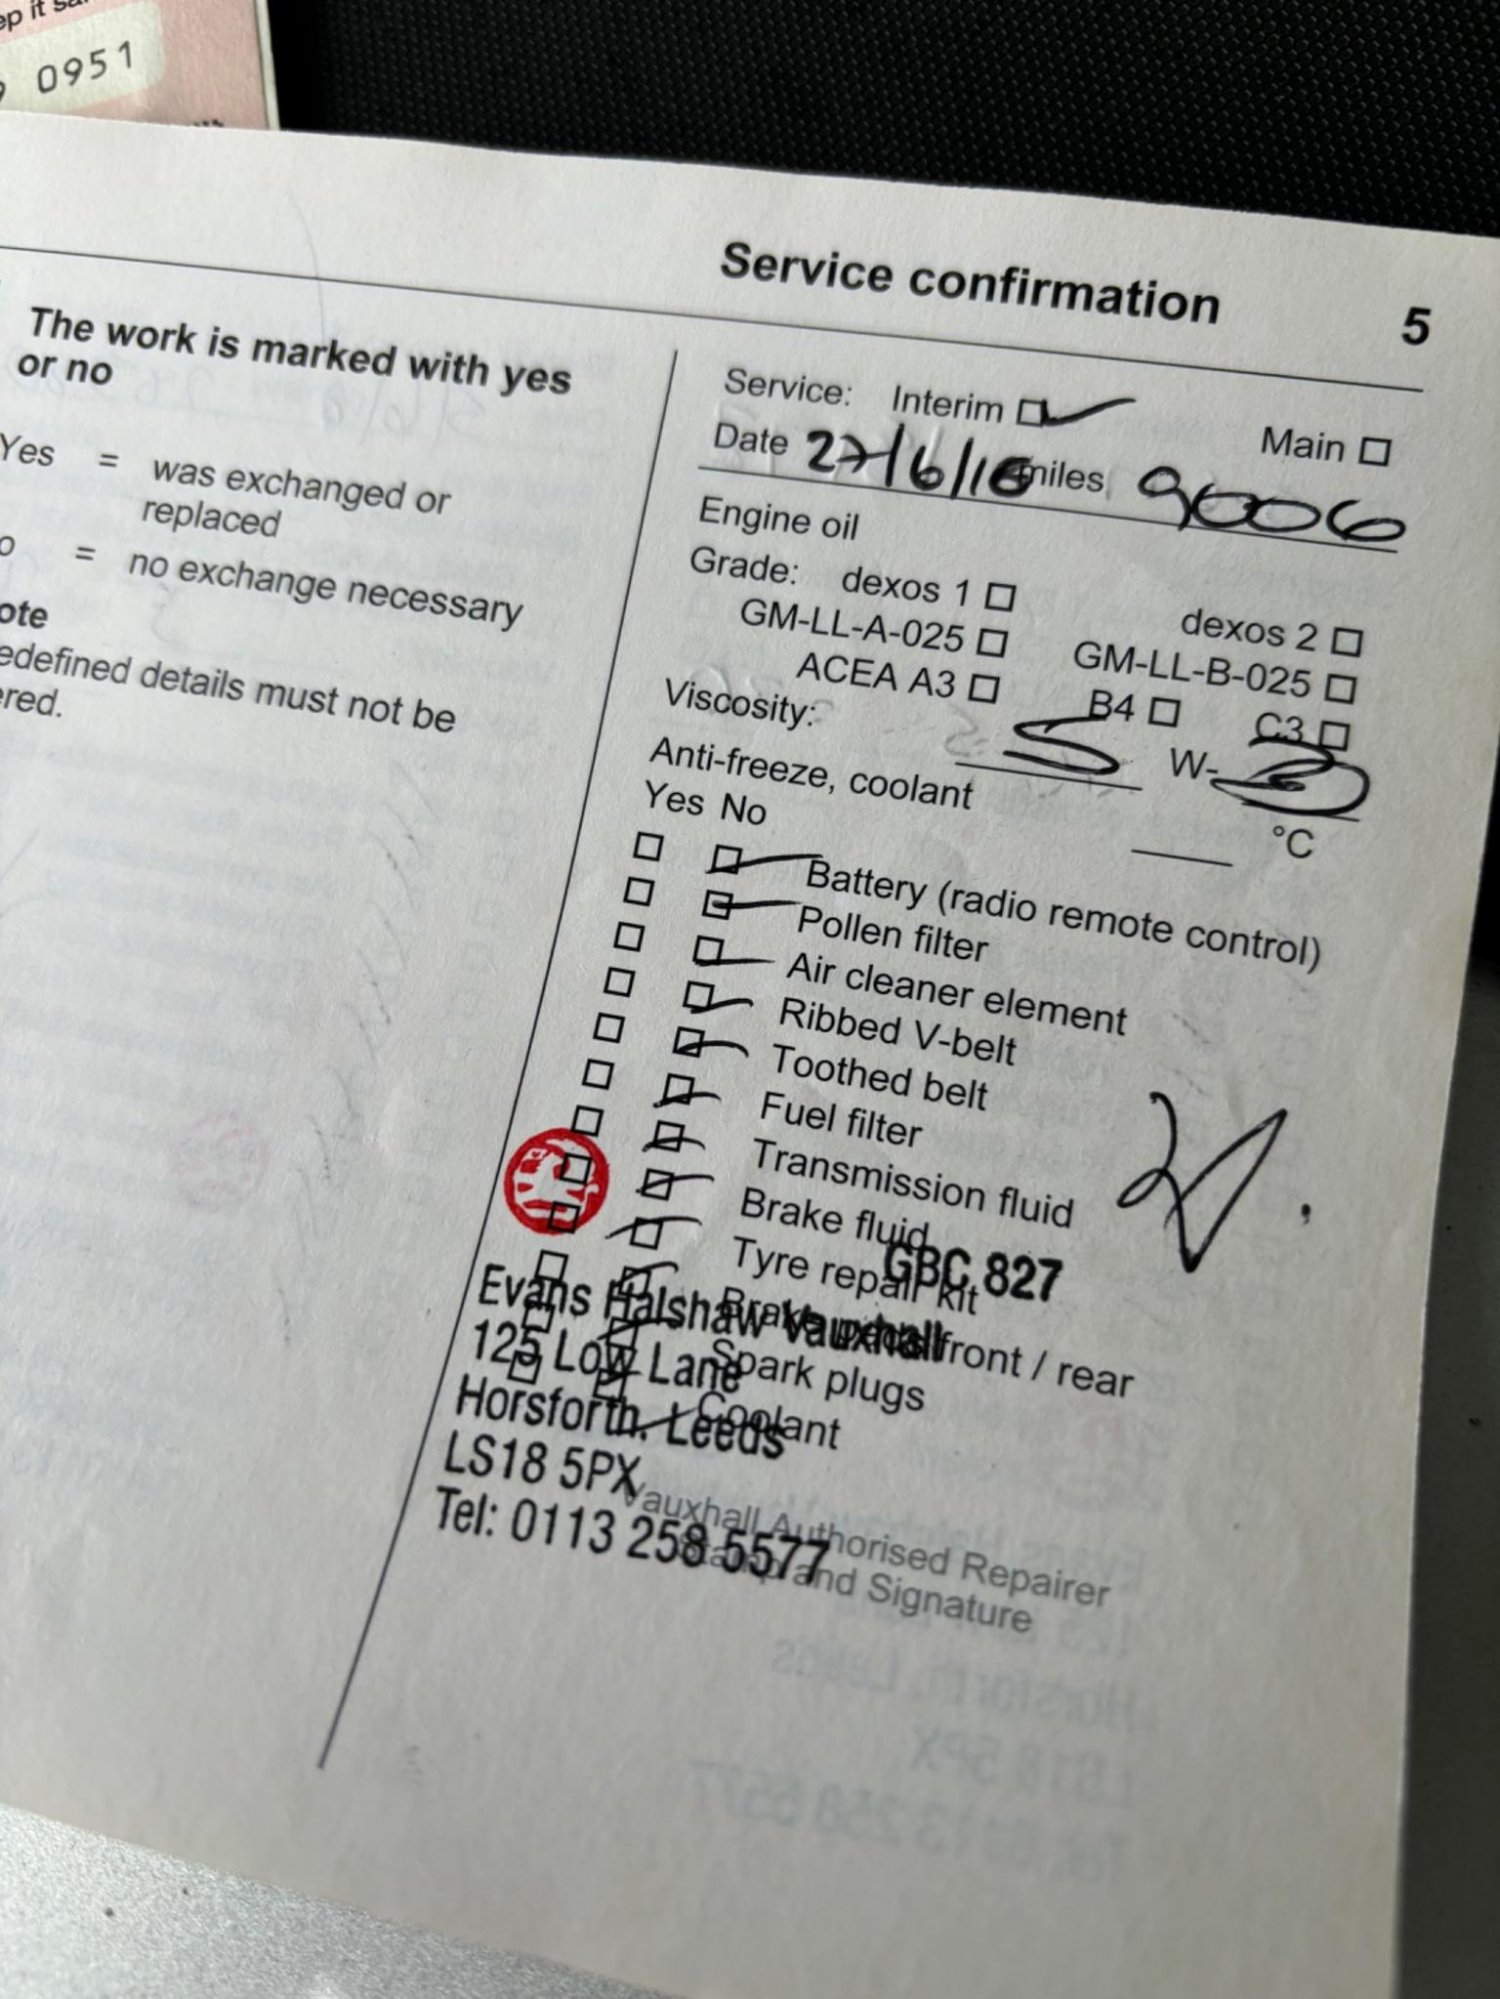 0951
Service confirmation 5
The work is marked with yes
or no
Yes = was exchanged or
replaced
= no exchange necessary
Service: Interim Main
Date 27/6/16 miles 9006
Engine oil
Grade: dexos 1 dexos 2
GM-LL-A-025 GM-LL-B-025
ACEA A3 B4 C3
Viscosity: 5 W-
Anti-freeze, coolant °C
Yes No
Battery (radio remote control)
Pollen filter
Air cleaner element
Ribbed V-belt
Toothed belt
Fuel filter
Transmission fluid
Brake fluid
Tyre repair kit
front / rear
Spark plugs
Coolant
GBC 827
Evans Halshaw Vauxhall
125 Low Lane
Horsforth. Leeds
LS18 5PX
Tel: 0113 258 5577
Vauxhall Authorised Repairer
Stamp and Signature
details must not be